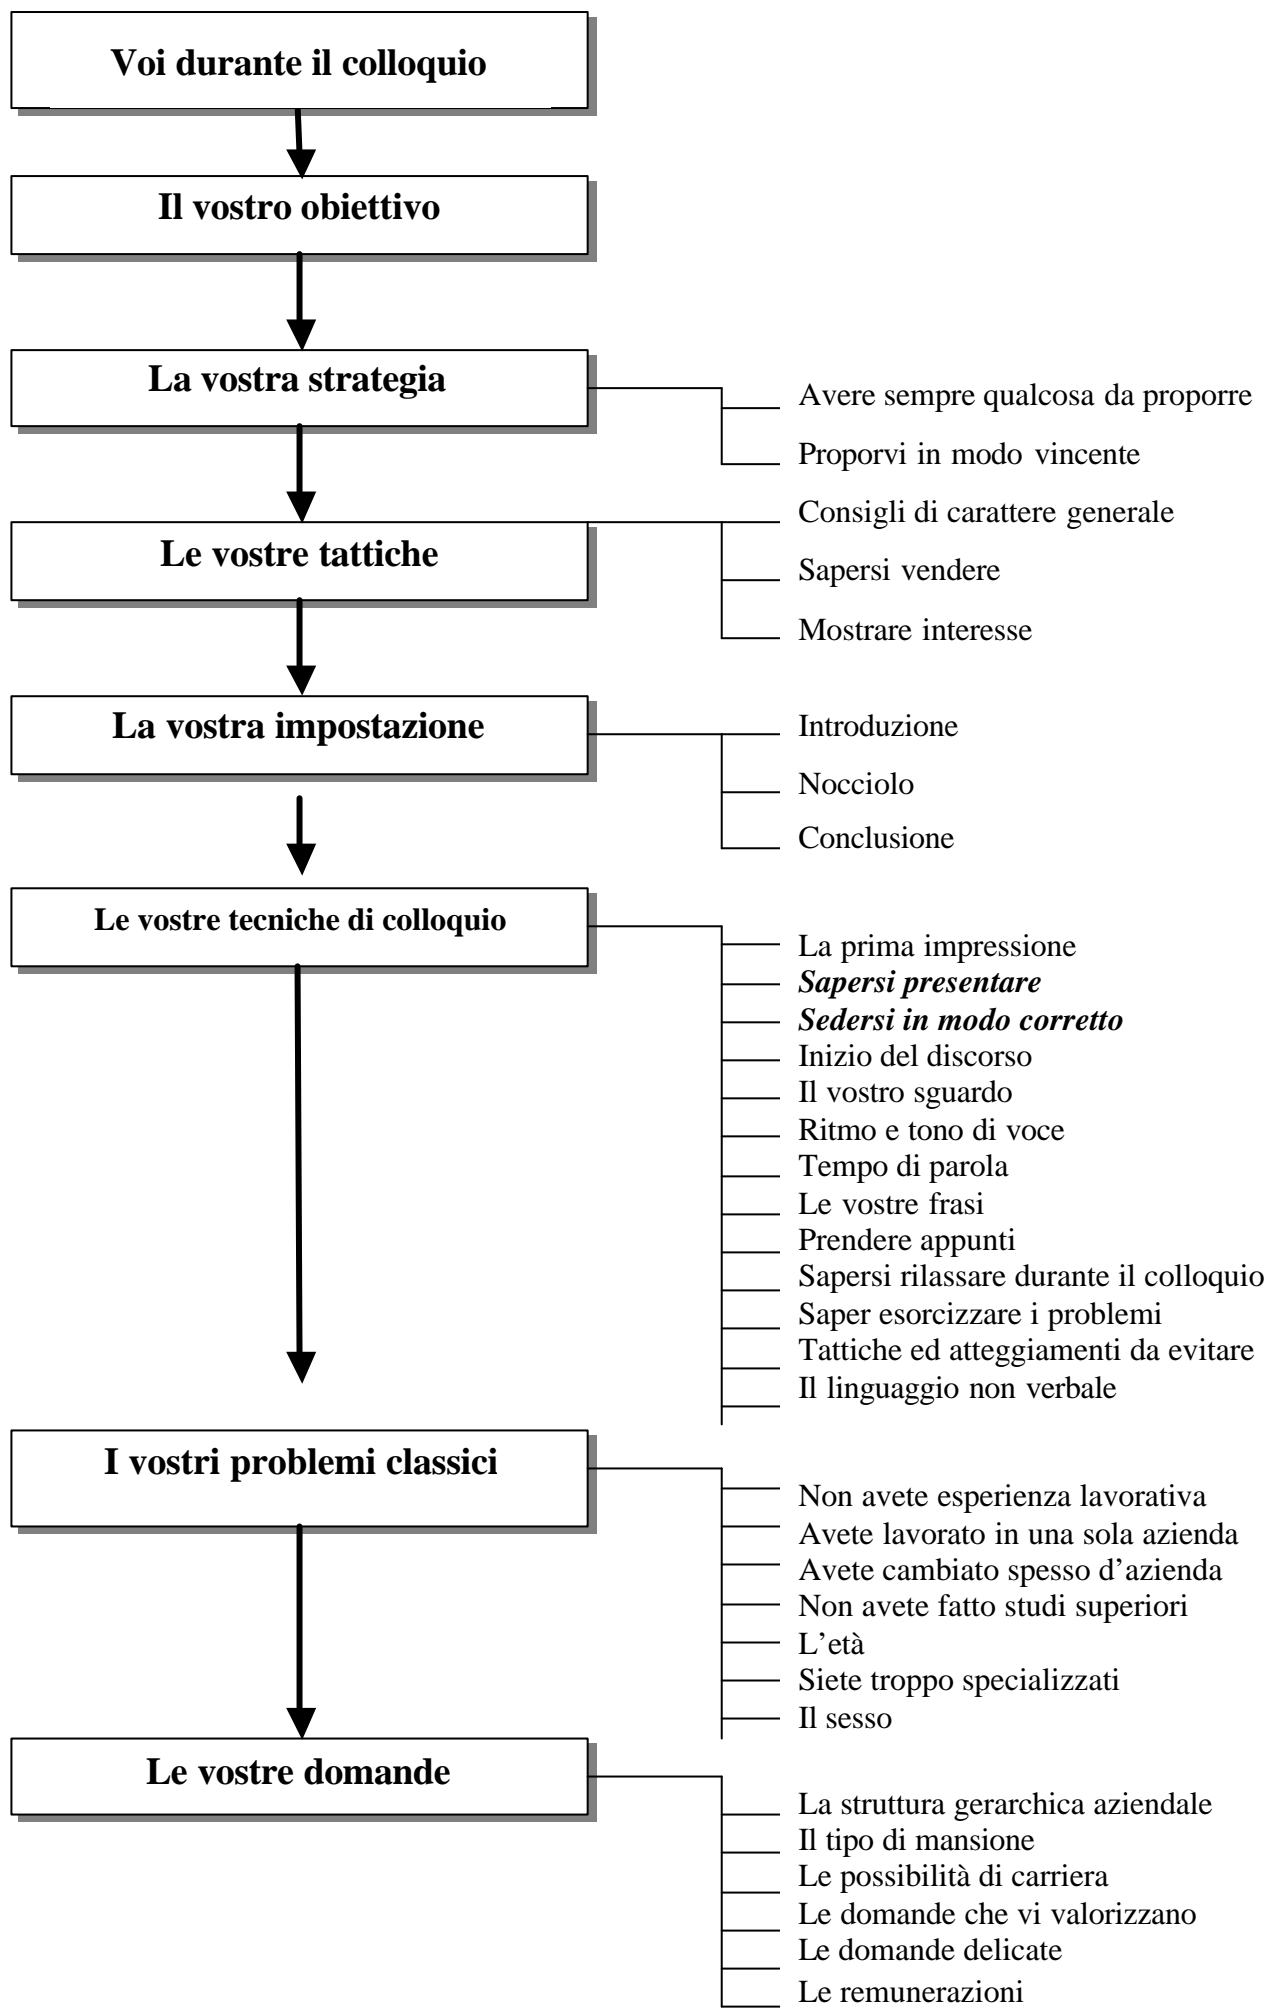 Voi durante il colloquio
Il vostro obiettivo
La vostra strategia
Avere sempre qualcosa da proporre
Proporvi in modo vincente
Le vostre tattiche
Consigli di carattere generale
Sapersi vendere
Mostrare interesse
La vostra impostazione
Introduzione
Nocciolo
Conclusione
Le vostre tecniche di colloquio
La prima impressione
Sapersi presentare
Sedersi in modo corretto
Inizio del discorso
Il vostro sguardo
Ritmo e tono di voce
Tempo di parola
Le vostre frasi
Prendere appunti
Sapersi rilassare durante il colloquio
Saper esorcizzare i problemi
Tattiche ed atteggiamenti da evitare
Il linguaggio non verbale
I vostri problemi classici
Non avete esperienza lavorativa
Avete lavorato in una sola azienda
Avete cambiato spesso d’azienda
Non avete fatto studi superiori
L’età
Siete troppo specializzati
Il sesso
Le vostre domande
La struttura gerarchica aziendale
Il tipo di mansione
Le possibilità di carriera
Le domande che vi valorizzano
Le domande delicate
Le remunerazioni